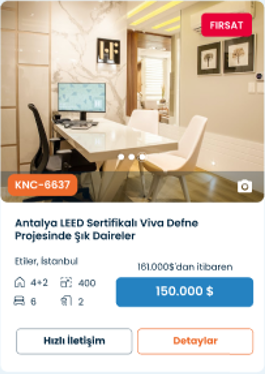 FIRSAT
KNC-6637
Antalya LEED Sertifikalı Viva Defne
Projesinde Şık Daireler
Etiler, İstanbul
161.000$'dan itibaren
4+2 400
150.000 $
6 2
Hızlı İletişim Detaylar